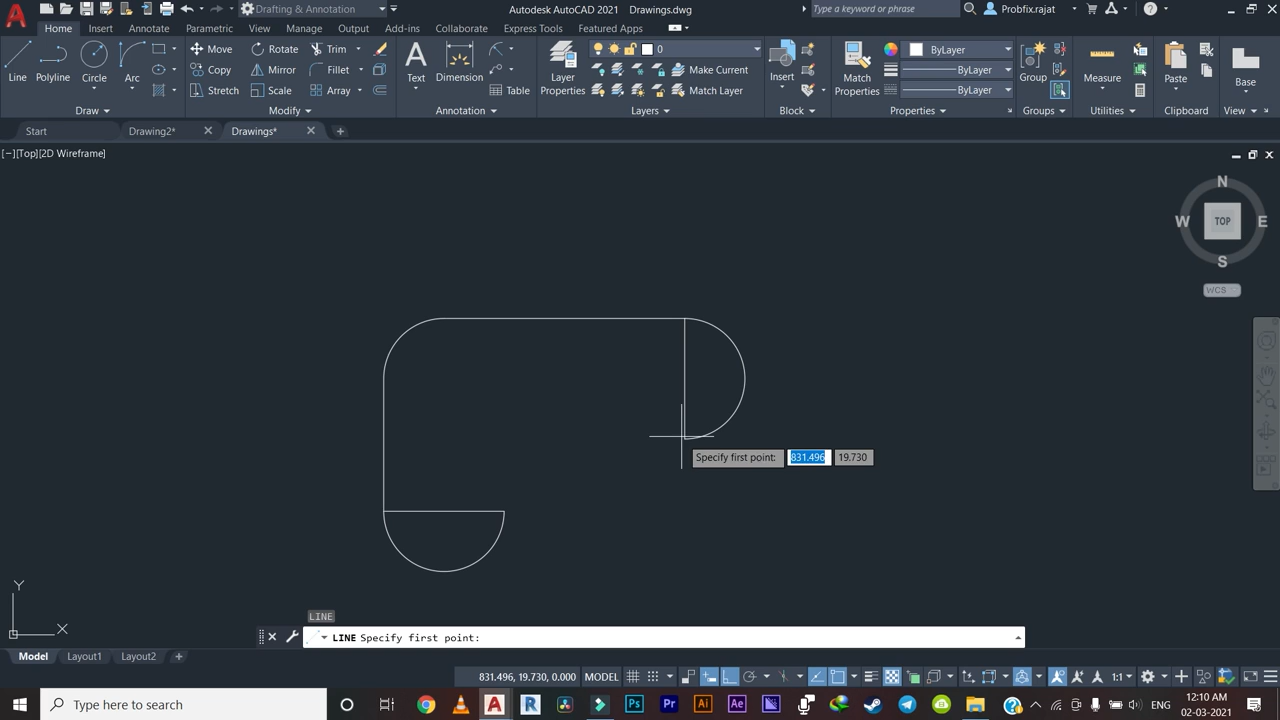 Drafting & Annotation
Autodesk AutoCAD 2021 Drawings.dwg
Type a keyword or phrase
Probfix.rajat
Home Insert Annotate Parametric View Manage Output Add-ins Express Tools Featured Apps
Line Polyline Circle Arc
Move Rotate Trim
Copy Mirror Fillet
Stretch Scale Array
Text Dimension Table
Layer Properties
0
Make Current
Match Layer
Insert
Match Properties
ByLayer
ByLayer
ByLayer
Group
Measure
Paste
Base
Draw Modify Annotation Layers Block Properties Groups Utilities Clipboard View
Start Drawing2* Drawings*
[−][Top][2D Wireframe]
N
W TOP E
S
WCS
Specify first point: 831.496 19.730
Y
X
LINE
LINE Specify first point:
Model Layout1 Layout2
831.496, 19.730, 0.000 MODEL
1:1
Type here to search
Ps Pr Ai Ae
ENG
12:10 AM
02-03-2021